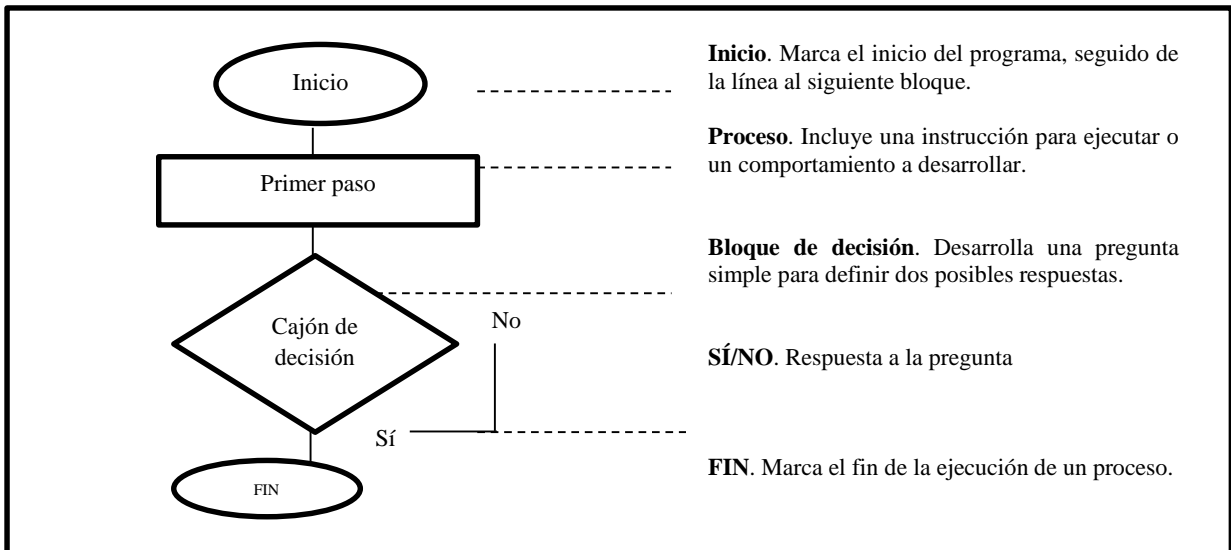 Inicio
Primer paso
Cajón de
decisión
No
Sí
FIN
Inicio. Marca el inicio del programa, seguido de
la línea al siguiente bloque.
Proceso. Incluye una instrucción para ejecutar o
un comportamiento a desarrollar.
Bloque de decisión. Desarrolla una pregunta
simple para definir dos posibles respuestas.
SÍ/NO. Respuesta a la pregunta
FIN. Marca el fin de la ejecución de un proceso.